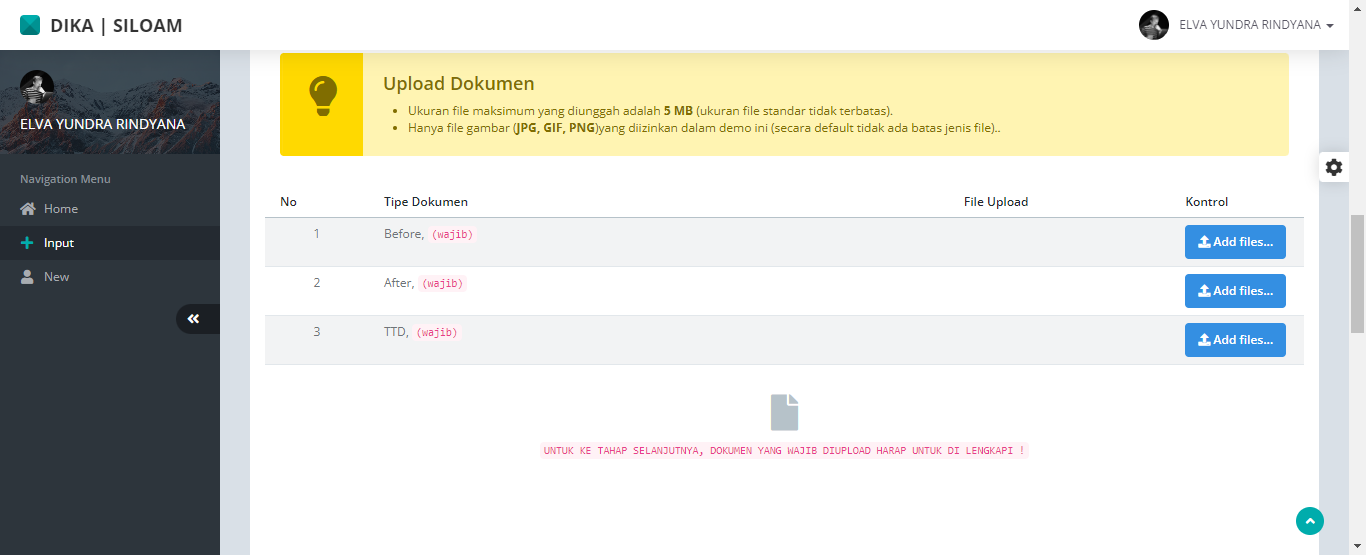 DIKA | SILOAM
ELVA YUNDRA RINDYANA
ELVA YUNDRA RINDYANA
Navigation Menu
Home
Input
New
Upload Dokumen
Ukuran file maksimum yang diunggah adalah 5 MB (ukuran file standar tidak terbatas).
Hanya file gambar (JPG, GIF, PNG)yang diizinkan dalam demo ini (secara default tidak ada batas jenis file)..
No Tipe Dokumen File Upload Kontrol
1 Before, (wajib) Add files...
2 After, (wajib) Add files...
3 TTD, (wajib) Add files...
UNTUK KE TAHAP SELANJUTNYA, DOKUMEN YANG WAJIB DIUPLOAD HARAP UNTUK DI LENGKAPI !